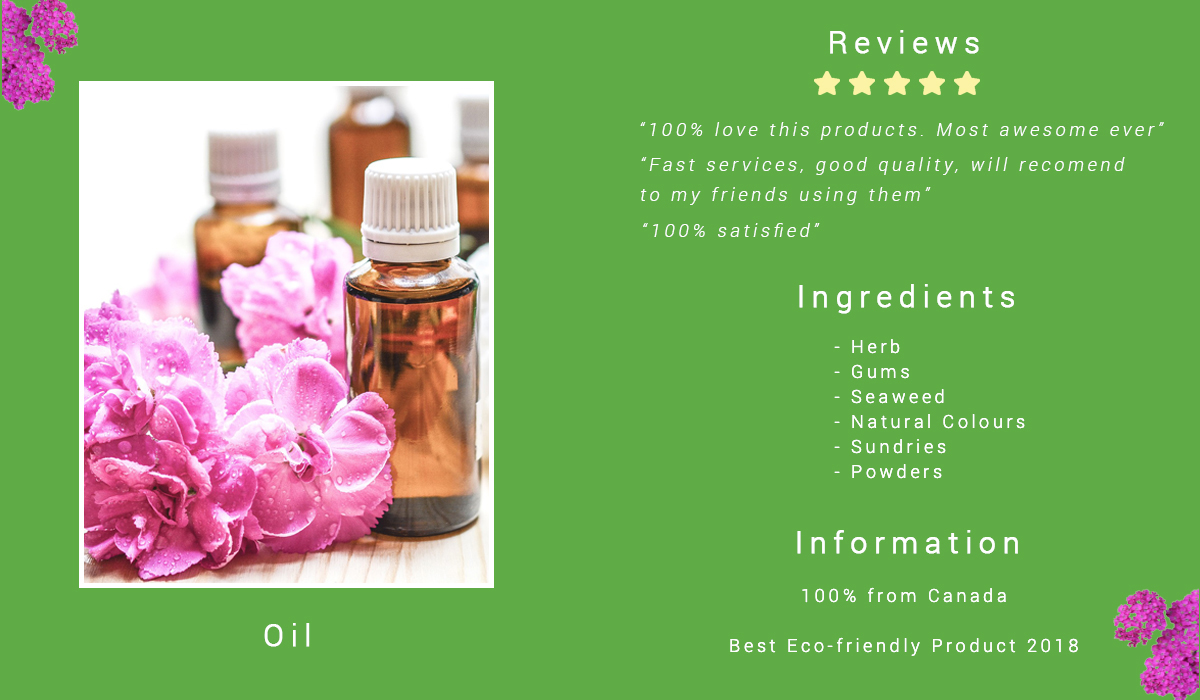 Reviews
“100% love this products. Most awesome ever”
“Fast services, good quality, will recomend
to my friends using them”
“100% satisfied”
Ingredients
- Herb
- Gums
- Seaweed
- Natural Colours
- Sundries
- Powders
Information
100% from Canada
Best Eco-friendly Product 2018
Oil